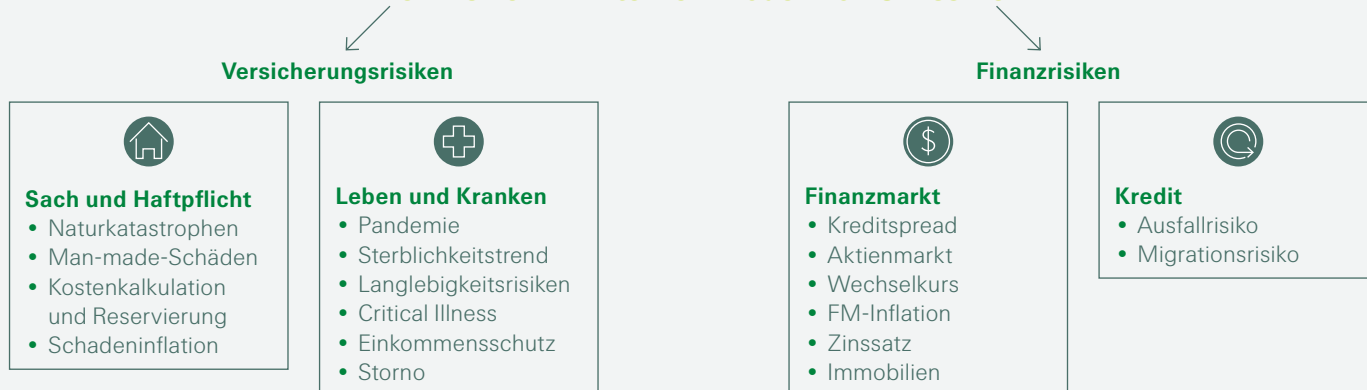 Versicherungsrisiken
Finanzrisiken
Sach und Haftpflicht
• Naturkatastrophen
• Man-made-Schäden
• Kostenkalkulation
und Reservierung
• Schadeninflation
Leben und Kranken
• Pandemie
• Sterblichkeitstrend
• Langlebigkeitsrisiken
• Critical Illness
• Einkommensschutz
• Storno
$
Finanzmarkt
• Kreditspread
• Aktienmarkt
• Wechselkurs
• FM-Inflation
• Zinssatz
• Immobilien
Kredit
• Ausfallrisiko
• Migrationsrisiko